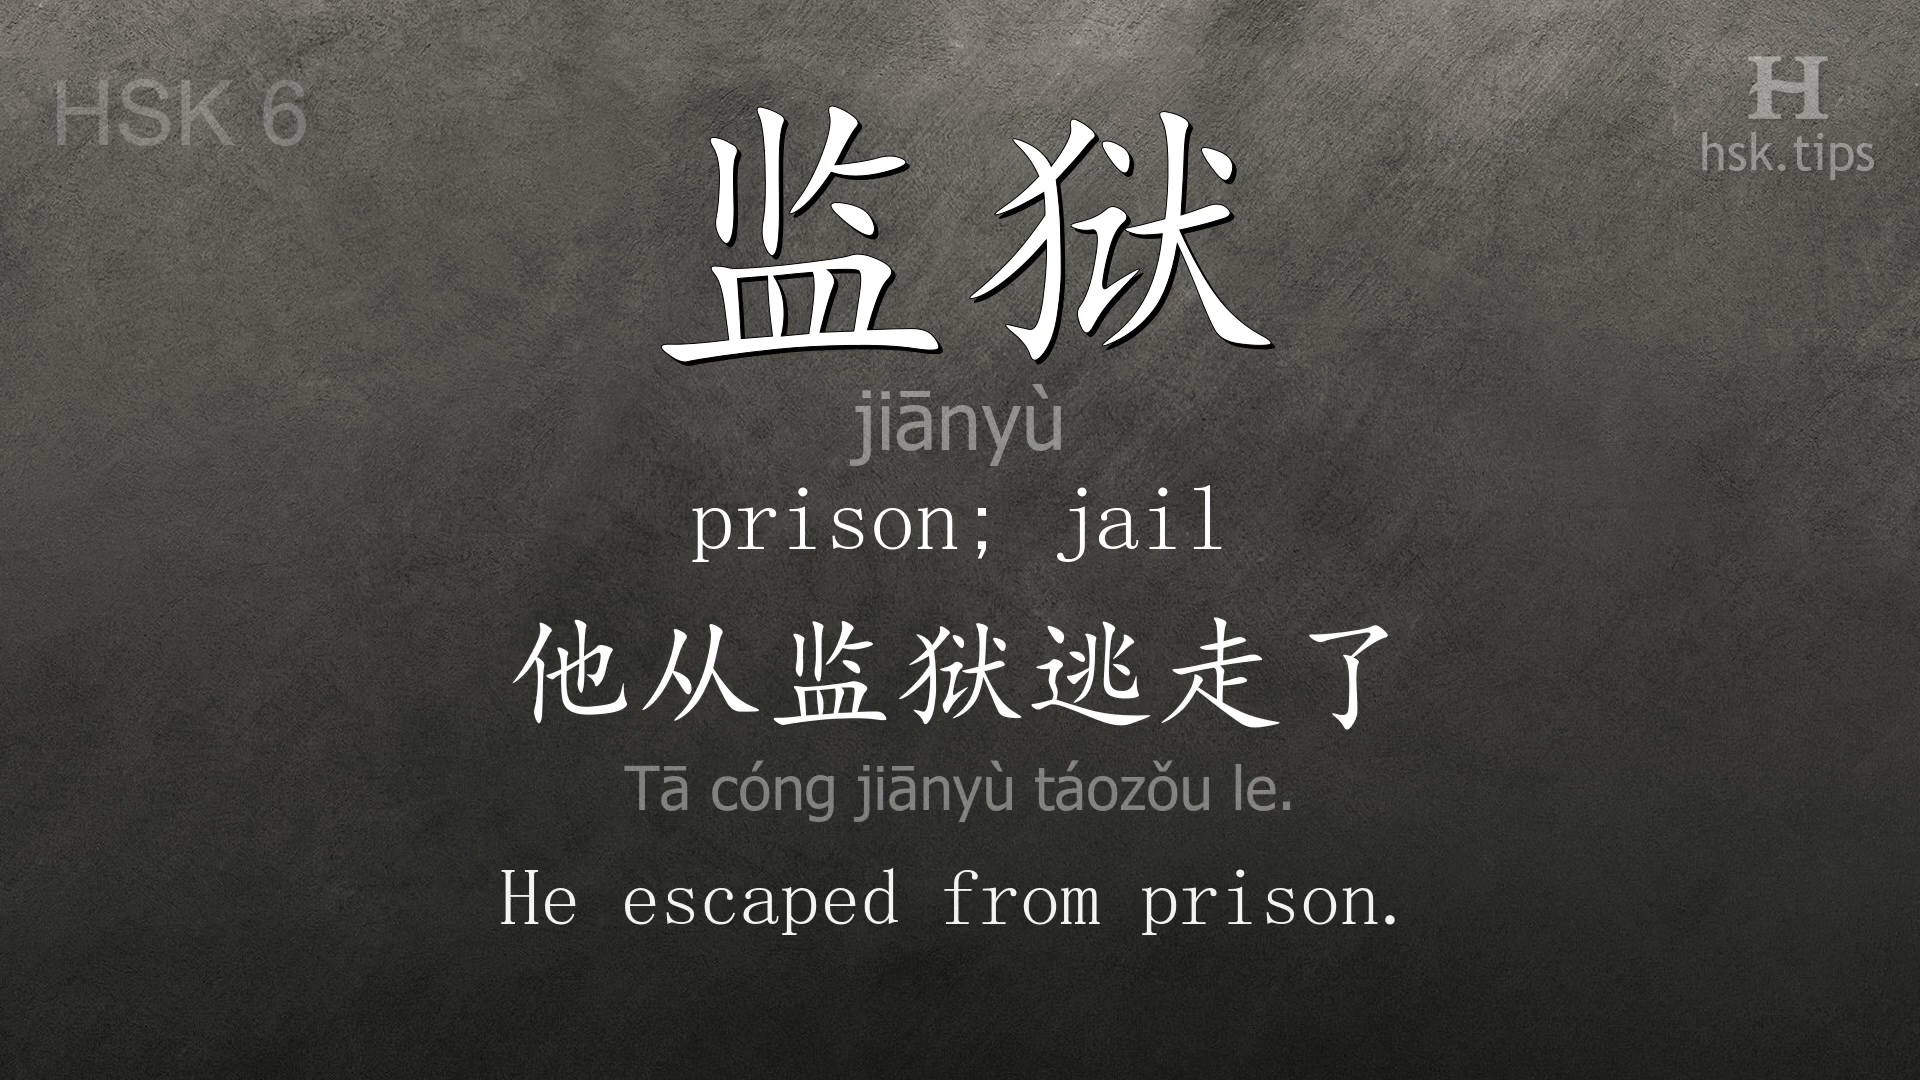 HSK 6
H
hsk.tips
监狱
jiānyù
prison; jail
他从监狱逃走了
Tā cóng jiānyù táozǒu le.
He escaped from prison.